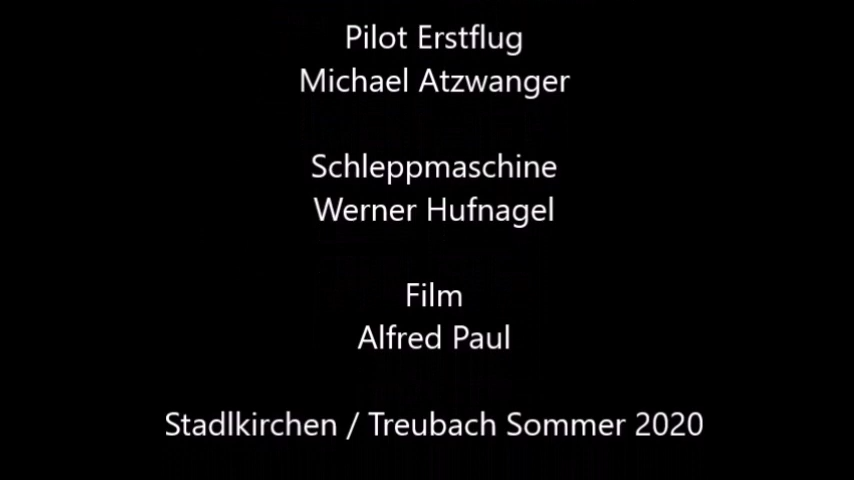 Pilot Erstflug
Michael Atzwanger
Schleppmaschine
Werner Hufnagel
Film
Alfred Paul
Stadlkirchen / Treubach Sommer 2020